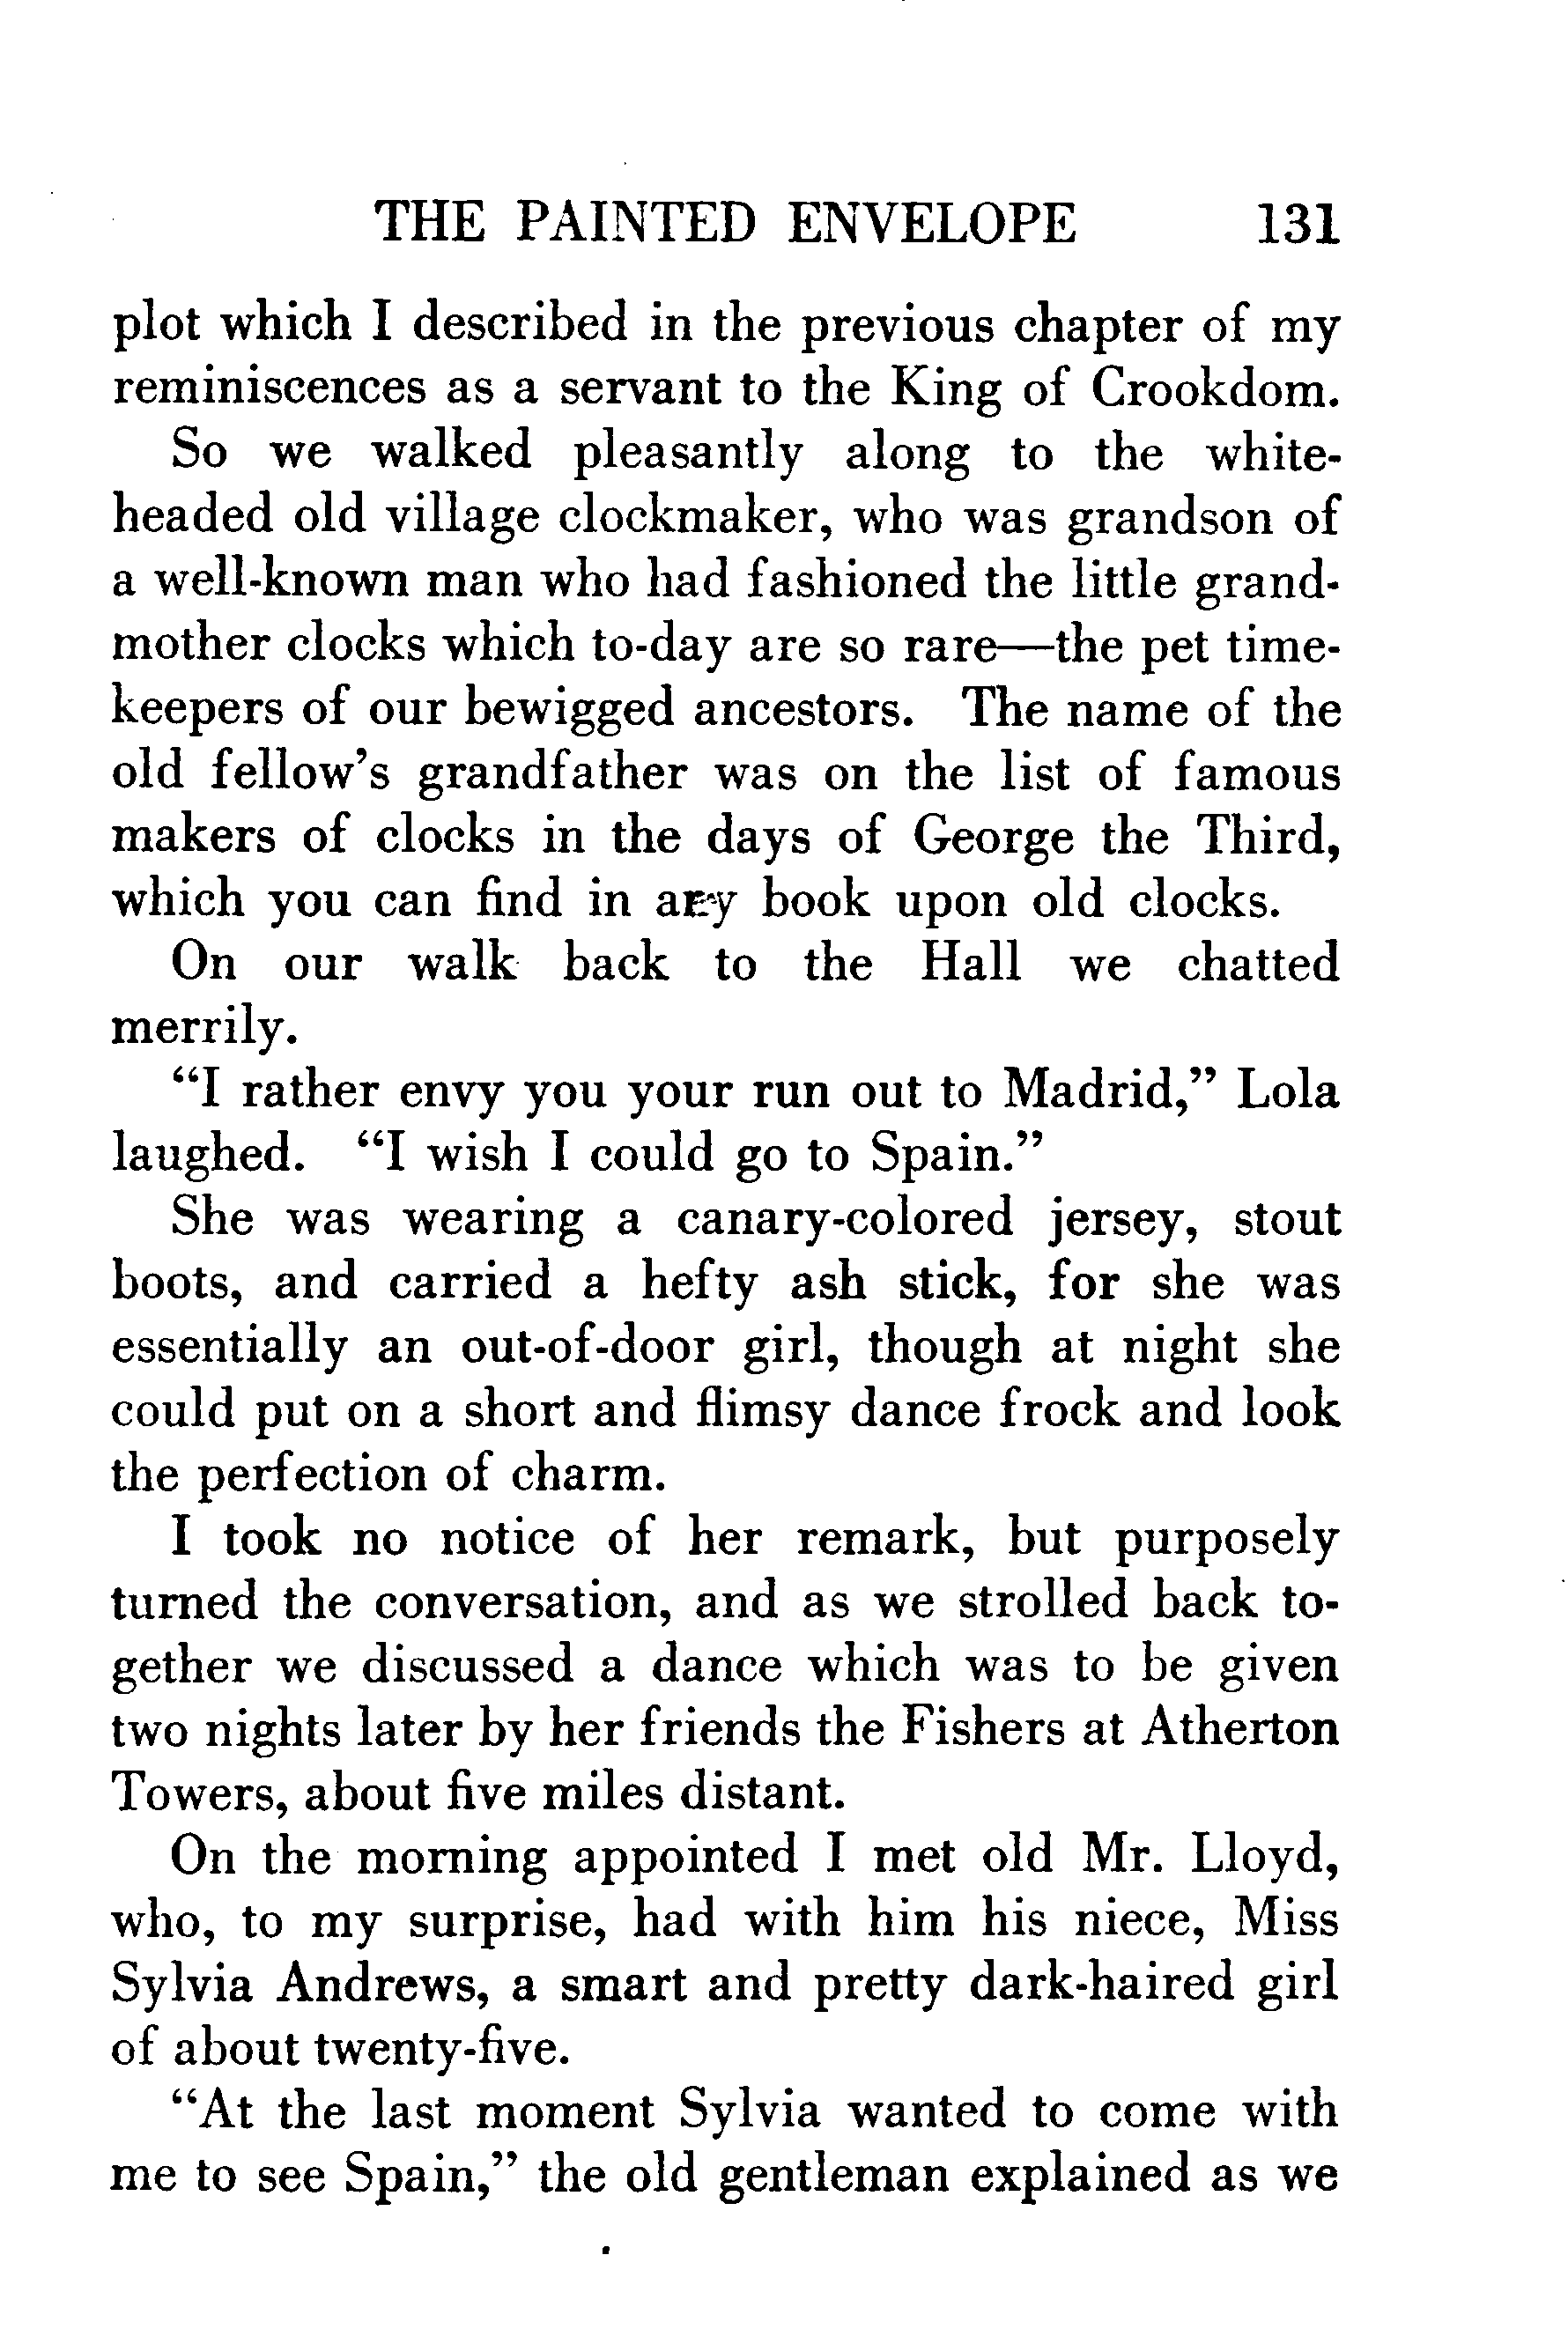 THE PAINTED ENVELOPE 131
plot which I described in the previous chapter of my
reminiscences as a servant to the King of Crookdom.
So we walked pleasantly along to the white-
headed old village clockmaker, who was grandson of
a well-known man who had fashioned the little grand-
mother clocks which to-day are so rare—the pet time-
keepers of our bewigged ancestors. The name of the
old fellow's grandfather was on the list of famous
makers of clocks in the days of George the Third,
which you can find in any book upon old clocks.
On our walk back to the Hall we chatted
merrily.
“I rather envy you your run out to Madrid,” Lola
laughed. “I wish I could go to Spain.”
She was wearing a canary-colored jersey, stout
boots, and carried a hefty ash stick, for she was
essentially an out-of-door girl, though at night she
could put on a short and flimsy dance frock and look
the perfection of charm.
I took no notice of her remark, but purposely
turned the conversation, and as we strolled back to-
gether we discussed a dance which was to be given
two nights later by her friends the Fishers at Atherton
Towers, about five miles distant.
On the morning appointed I met old Mr. Lloyd,
who, to my surprise, had with him his niece, Miss
Sylvia Andrews, a smart and pretty dark-haired girl
of about twenty-five.
“At the last moment Sylvia wanted to come with
me to see Spain,” the old gentleman explained as we